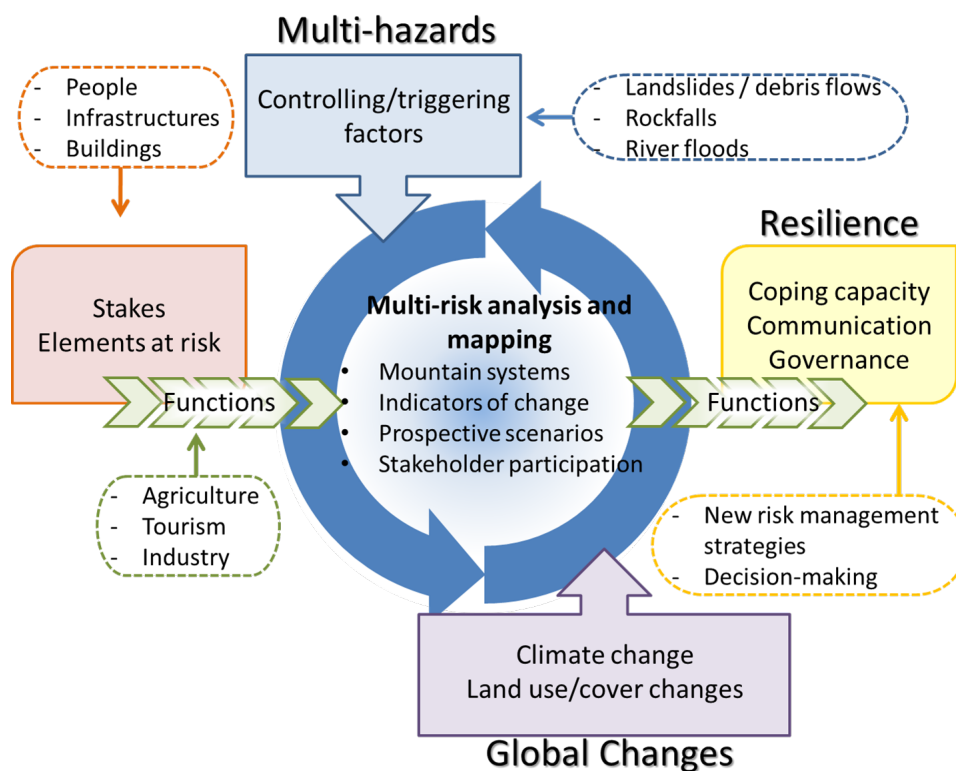 Multi-hazards
- People
- Infrastructures
- Buildings
Controlling/triggering
factors
- Landslides / debris flows
- Rockfalls
- River floods
Stakes
Elements at risk
Resilience
Coping capacity
Communication
Governance
Multi-risk analysis and
mapping
• Mountain systems
• Indicators of change
• Prospective scenarios
• Stakeholder participation
Functions
Functions
- Agriculture
- Tourism
- Industry
- New risk management
strategies
- Decision-making
Climate change
Land use/cover changes
Global Changes